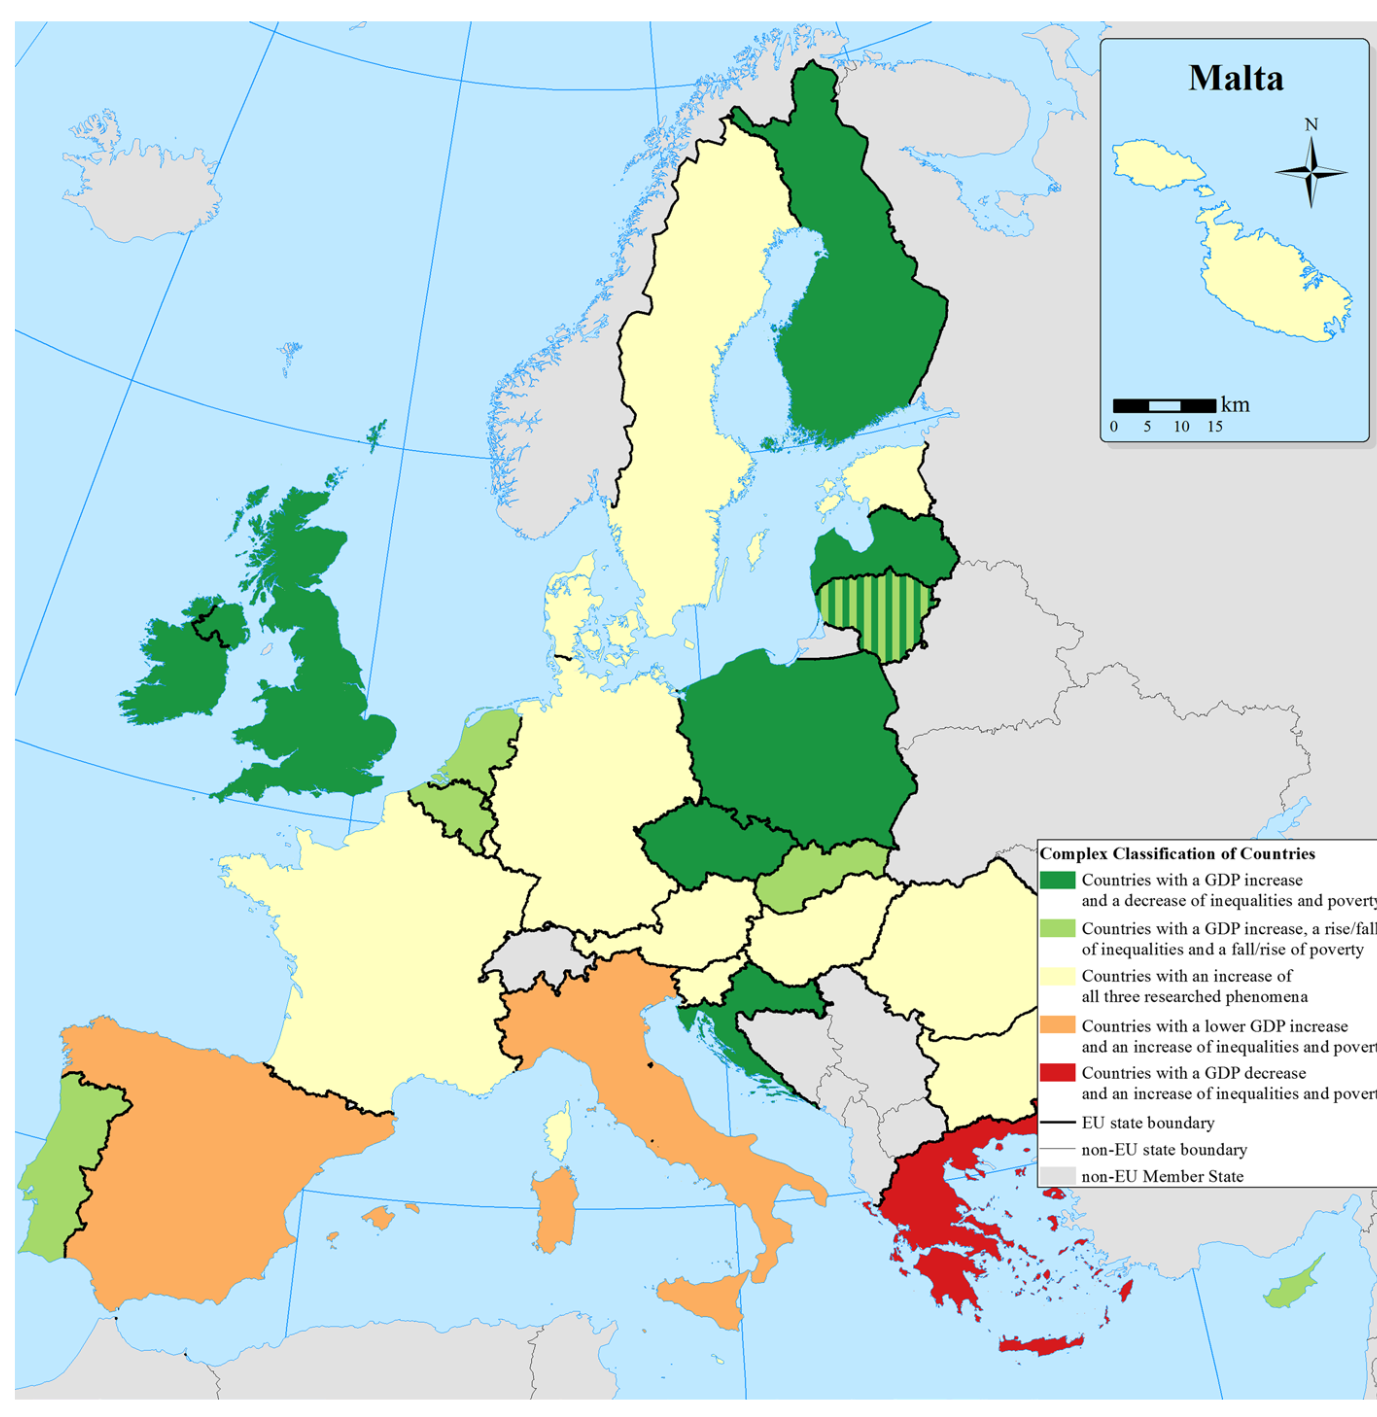 Malta
N
km
0 5 10 15
Complex Classification of Countries
Countries with a GDP increase
and a decrease of inequalities and poverty
Countries with a GDP increase, a rise/fall
of inequalities and a fall/rise of poverty
Countries with an increase of
all three researched phenomena
Countries with a lower GDP increase
and an increase of inequalities and povert
Countries with a GDP decrease
and an increase of inequalities and povert
EU state boundary
non-EU state boundary
non-EU Member State